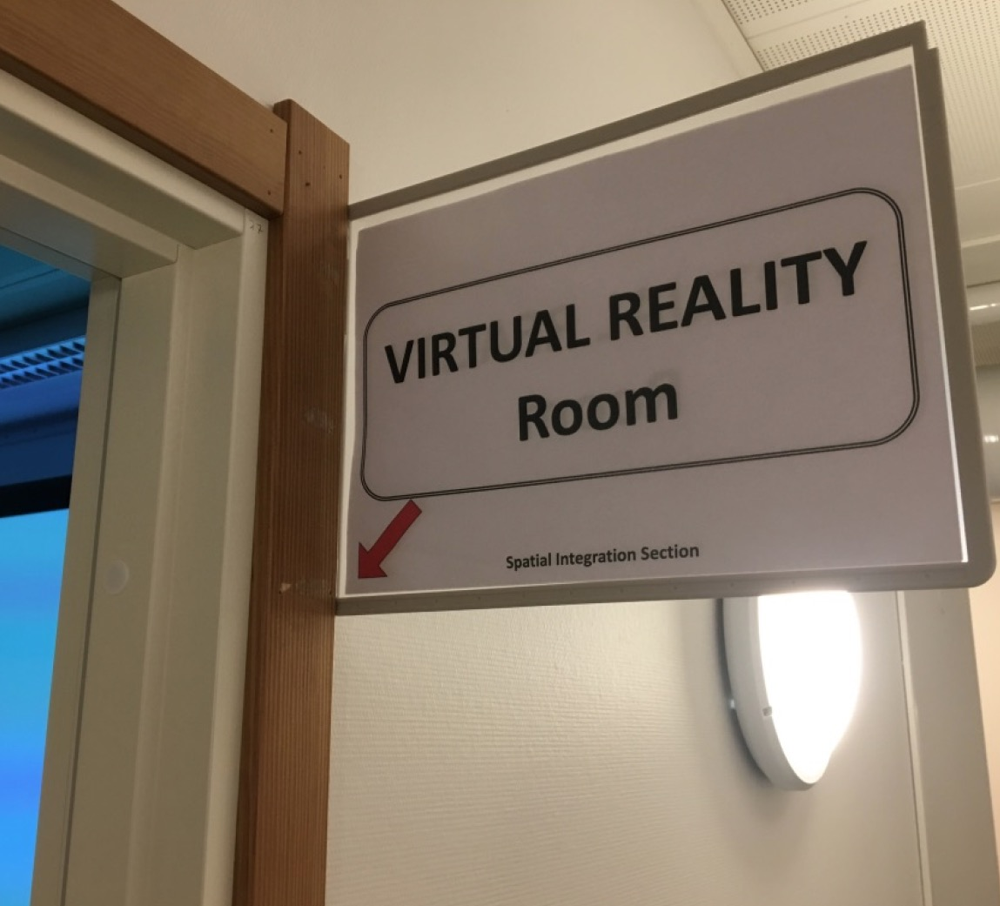 VIRTUAL REALITY
Room
Spatial Integration Section